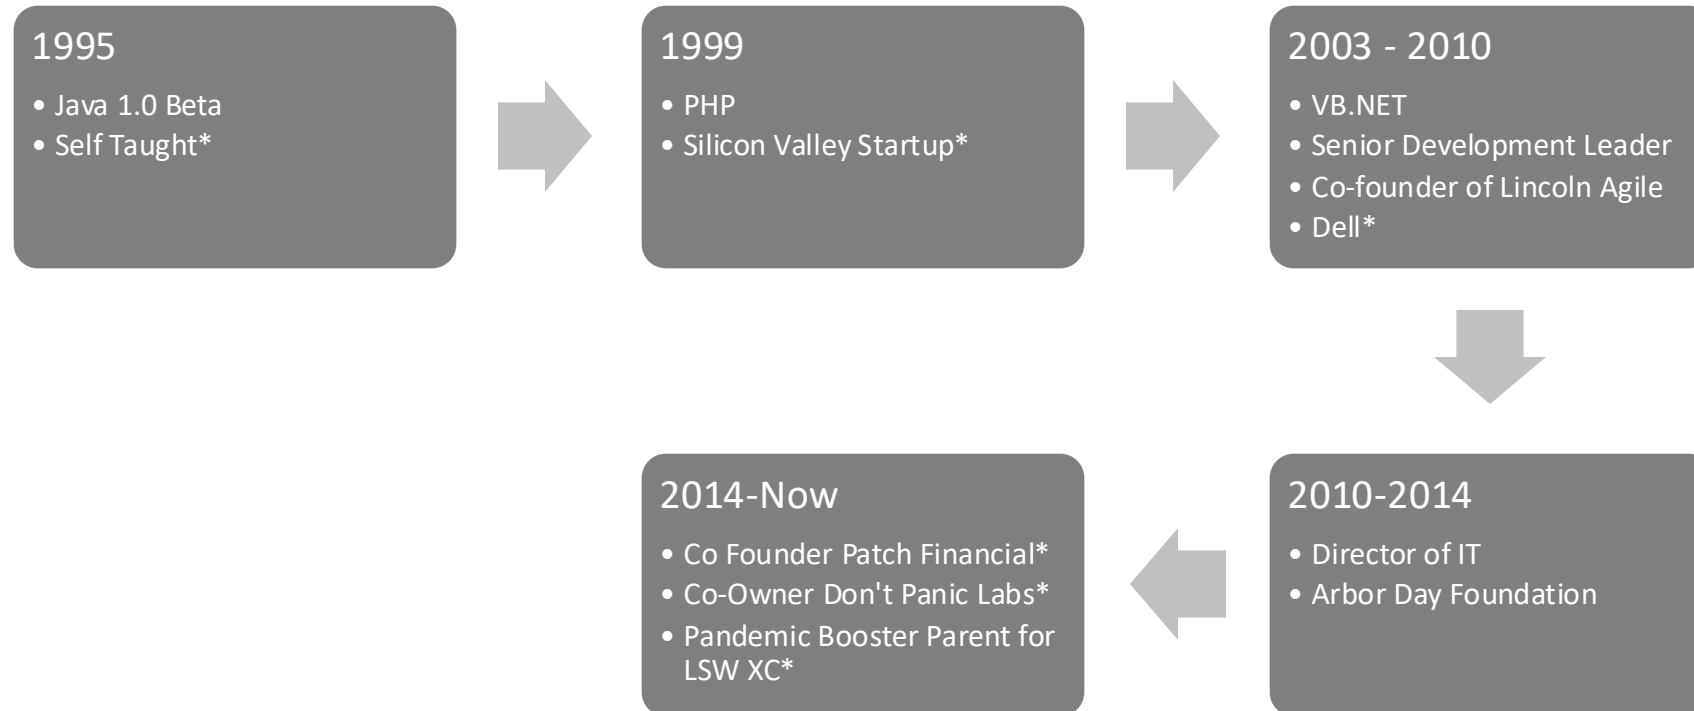 1995
• Java 1.0 Beta
• Self Taught*
1999
• PHP
• Silicon Valley Startup*
2003 - 2010
• VB.NET
• Senior Development Leader
• Co-founder of Lincoln Agile
• Dell*
2010-2014
• Director of IT
• Arbor Day Foundation
2014-Now
• Co Founder Patch Financial*
• Co-Owner Don't Panic Labs*
• Pandemic Booster Parent for
LSW XC*